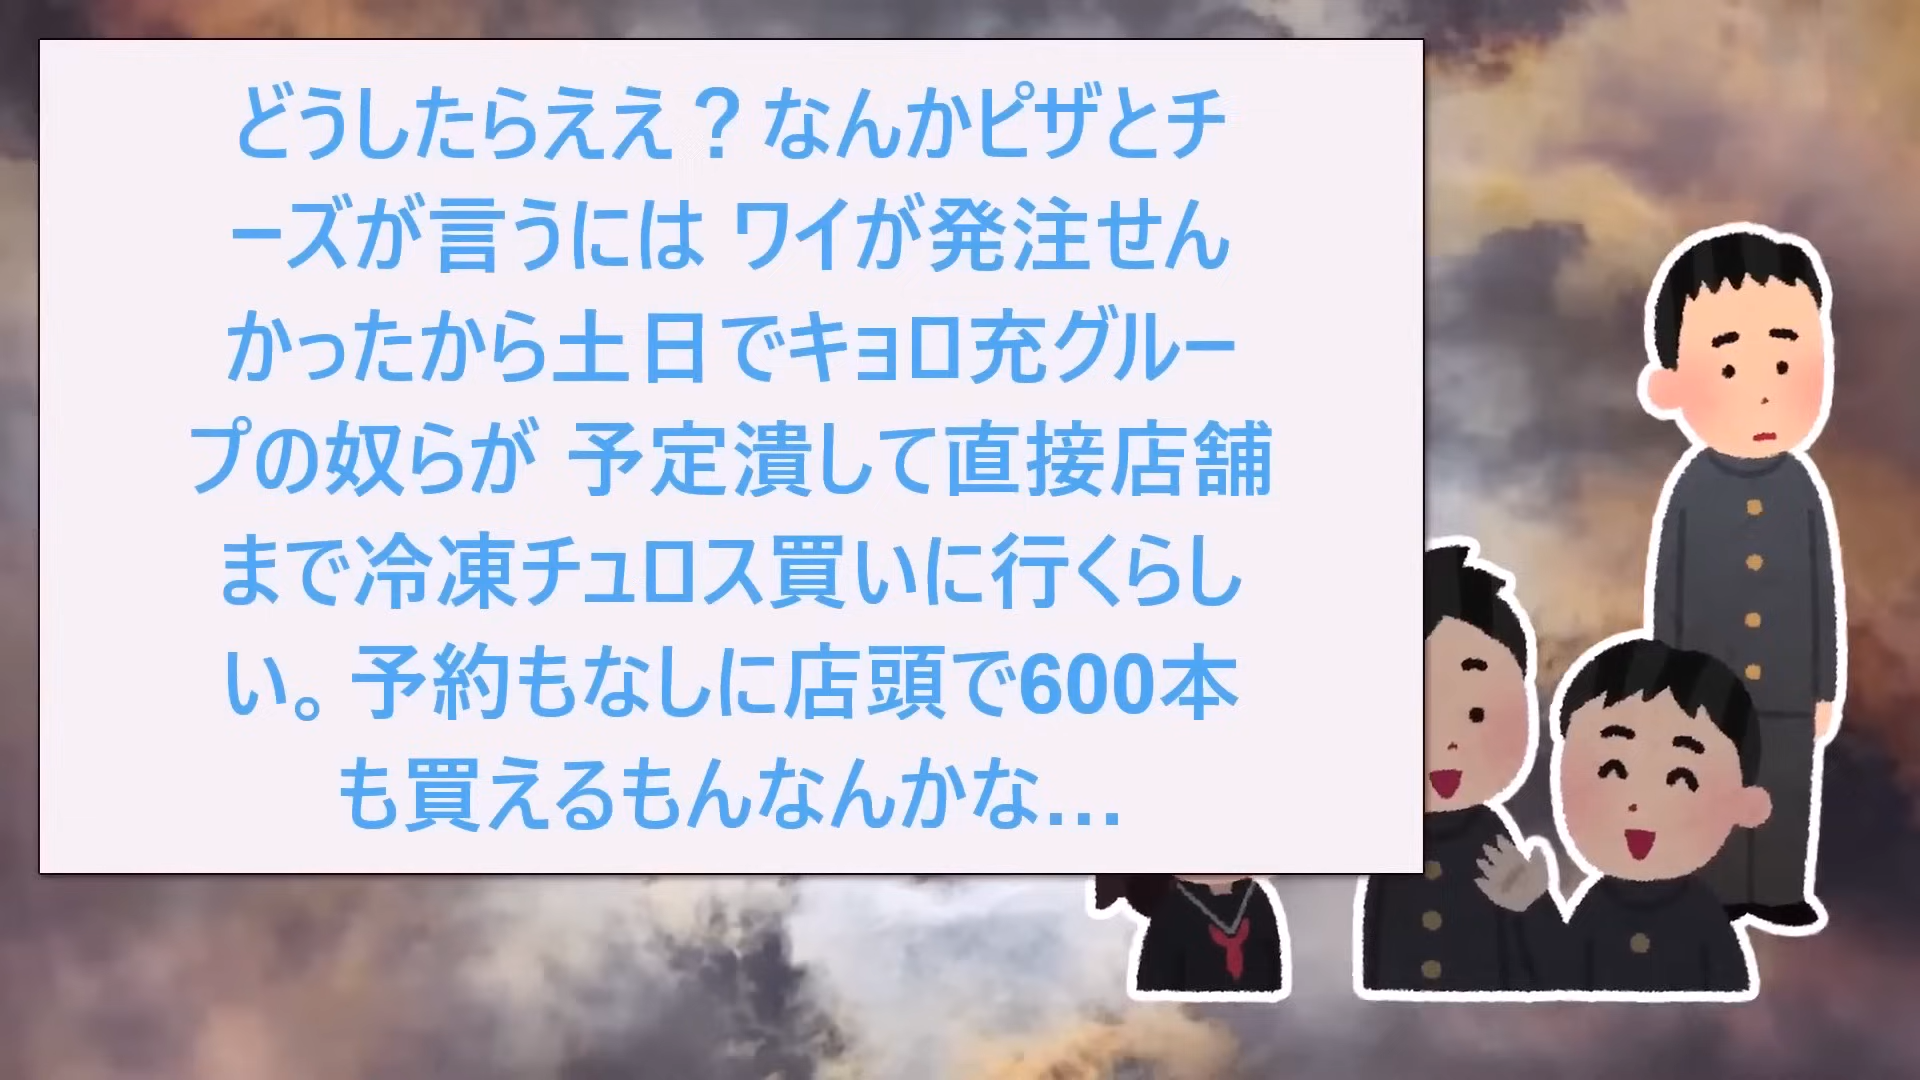 どうしたらええ？なんかピザとチ
ーズが言うには ワイが発注せん
かったから土日でキョロ充グルー
プの奴らが 予定潰して直接店舗
まで冷凍チュロス買いに行くらし
い。予約もなしに店頭で600本
も買えるもんなんかな…